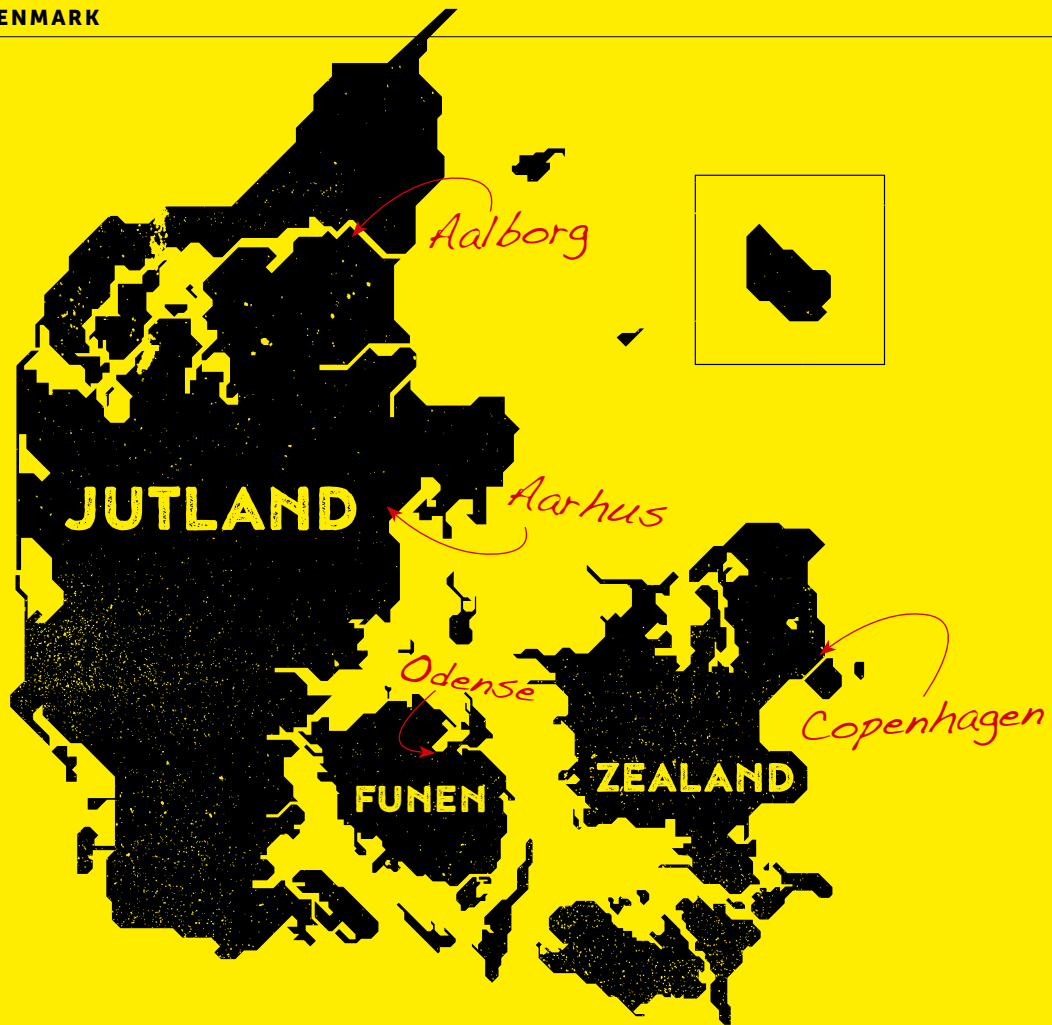 ENMARK
Aalborg
JUTLAND
Aarhus
Odense
Copenhagen
ZEALAND
FUNEN